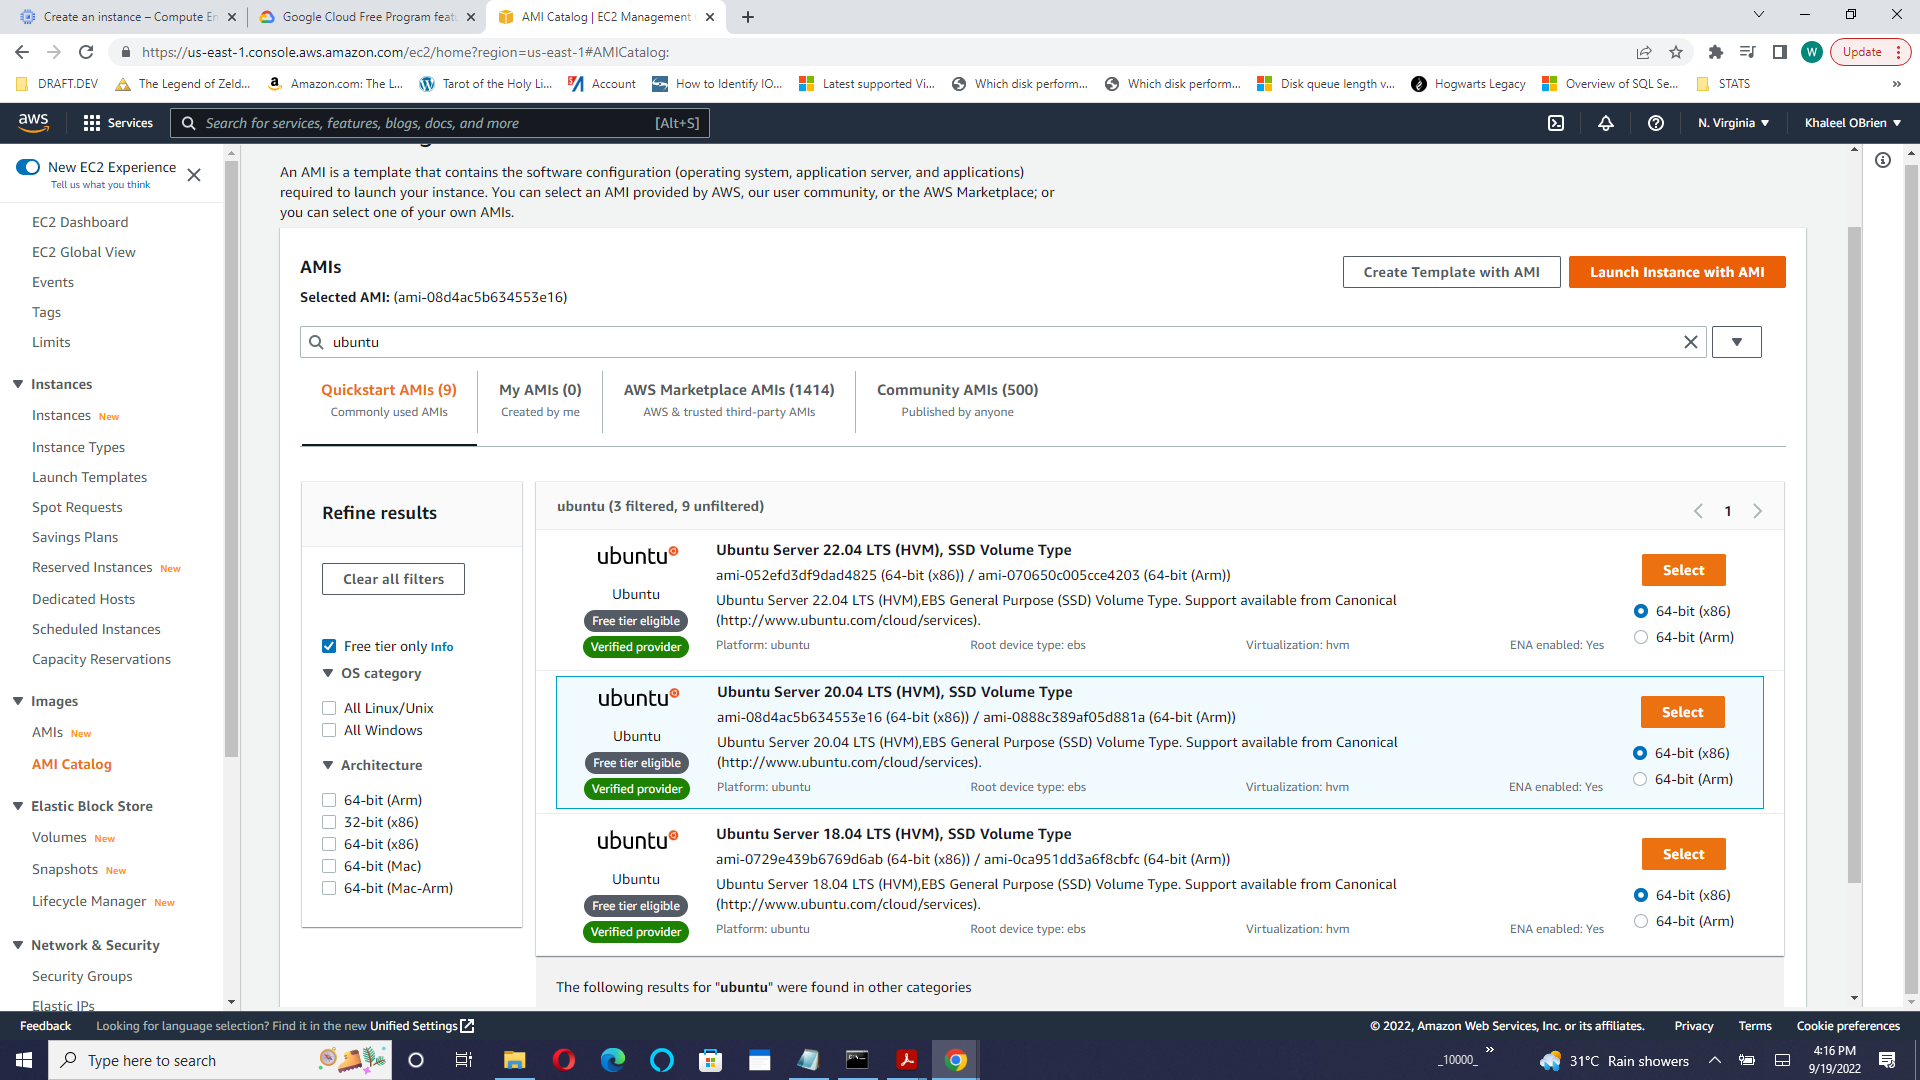 Create an instance – Compute En
Google Cloud Free Program feat
AMI Catalog | EC2 Management
https://us-east-1.console.aws.amazon.com/ec2/home?region=us-east-1#AMICatalog:
W
Update
DRAFT.DEV
The Legend of Zeld...
Amazon.com: The L...
Tarot of the Holy Li...
Account
How to Identify IO...
Latest supported Vi...
Which disk perform...
Which disk perform...
Disk queue length v...
Hogwarts Legacy
Overview of SQL Se...
STATS
»
aws
Services
Search for services, features, blogs, docs, and more
[Alt+S]
N. Virginia
Khaleel OBrien
New EC2 Experience
Tell us what you think
EC2 Dashboard
EC2 Global View
Events
Tags
Limits
Instances
Instances New
Instance Types
Launch Templates
Spot Requests
Savings Plans
Reserved Instances New
Dedicated Hosts
Scheduled Instances
Capacity Reservations
Images
AMIs New
AMI Catalog
Elastic Block Store
Volumes New
Snapshots New
Lifecycle Manager New
Network & Security
Security Groups
Elastic IPs
An AMI is a template that contains the software configuration (operating system, application server, and applications)
required to launch your instance. You can select an AMI provided by AWS, our user community, or the AWS Marketplace; or
you can select one of your own AMIs.
AMIs
Selected AMI: (ami-08d4ac5b634553e16)
Create Template with AMI
Launch Instance with AMI
ubuntu
Quickstart AMIs (9)
Commonly used AMIs
My AMIs (0)
Created by me
AWS Marketplace AMIs (1414)
AWS & trusted third-party AMIs
Community AMIs (500)
Published by anyone
Refine results
Clear all filters
Free tier only Info
OS category
All Linux/Unix
All Windows
Architecture
64-bit (Arm)
32-bit (x86)
64-bit (x86)
64-bit (Mac)
64-bit (Mac-Arm)
ubuntu (3 filtered, 9 unfiltered)
1
ubuntu
Ubuntu
Free tier eligible
Verified provider
Ubuntu Server 22.04 LTS (HVM), SSD Volume Type
ami-052efd3df9dad4825 (64-bit (x86)) / ami-070650c005cce4203 (64-bit (Arm))
Ubuntu Server 22.04 LTS (HVM),EBS General Purpose (SSD) Volume Type. Support available from Canonical
(http://www.ubuntu.com/cloud/services).
Platform: ubuntu
Root device type: ebs
Virtualization: hvm
ENA enabled: Yes
Select
64-bit (x86)
64-bit (Arm)
ubuntu
Ubuntu
Free tier eligible
Verified provider
Ubuntu Server 20.04 LTS (HVM), SSD Volume Type
ami-08d4ac5b634553e16 (64-bit (x86)) / ami-0888c389af05d881a (64-bit (Arm))
Ubuntu Server 20.04 LTS (HVM),EBS General Purpose (SSD) Volume Type. Support available from Canonical
(http://www.ubuntu.com/cloud/services).
Platform: ubuntu
Root device type: ebs
Virtualization: hvm
ENA enabled: Yes
Select
64-bit (x86)
64-bit (Arm)
ubuntu
Ubuntu
Free tier eligible
Verified provider
Ubuntu Server 18.04 LTS (HVM), SSD Volume Type
ami-0729e439b6769d6ab (64-bit (x86)) / ami-0ca951dd3a6f8cbfc (64-bit (Arm))
Ubuntu Server 18.04 LTS (HVM),EBS General Purpose (SSD) Volume Type. Support available from Canonical
(http://www.ubuntu.com/cloud/services).
Platform: ubuntu
Root device type: ebs
Virtualization: hvm
ENA enabled: Yes
Select
64-bit (x86)
64-bit (Arm)
The following results for "ubuntu" were found in other categories
Feedback
Looking for language selection? Find it in the new Unified Settings
© 2022, Amazon Web Services, Inc. or its affiliates.
Privacy
Terms
Cookie preferences
Type here to search
_10000_
»
31°C Rain showers
4:16 PM
9/19/2022